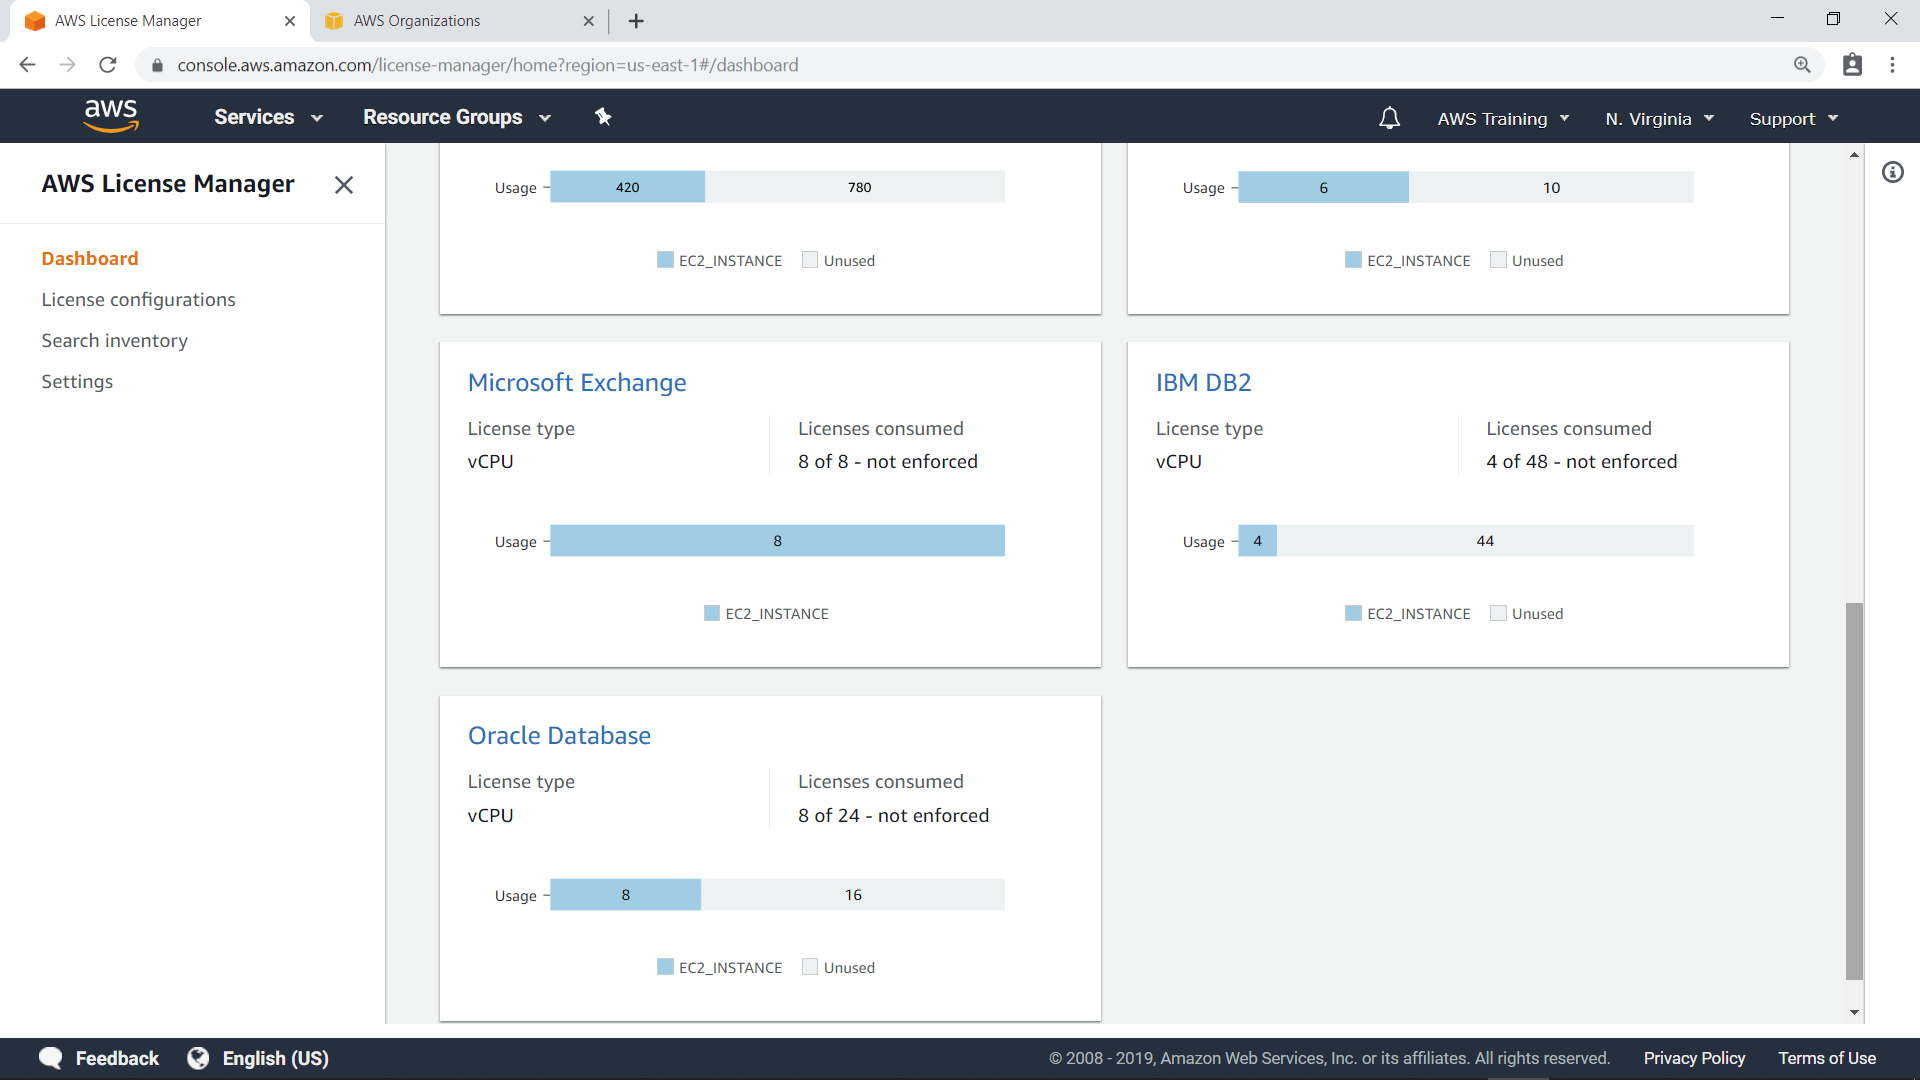 AWS License Manager
AWS Organizations
console.aws.amazon.com/license-manager/home?region=us-east-1#/dashboard
aws
Services
Resource Groups
AWS Training
N. Virginia
Support
AWS License Manager
Dashboard
License configurations
Search inventory
Settings
Usage 420 780
EC2_INSTANCE Unused
Usage 6 10
EC2_INSTANCE Unused
Microsoft Exchange
License type
vCPU
Licenses consumed
8 of 8 - not enforced
Usage 8
EC2_INSTANCE
IBM DB2
License type
vCPU
Licenses consumed
4 of 48 - not enforced
Usage 4 44
EC2_INSTANCE Unused
Oracle Database
License type
vCPU
Licenses consumed
8 of 24 - not enforced
Usage 8 16
EC2_INSTANCE Unused
Feedback
English (US)
© 2008 - 2019, Amazon Web Services, Inc. or its affiliates. All rights reserved.
Privacy Policy
Terms of Use